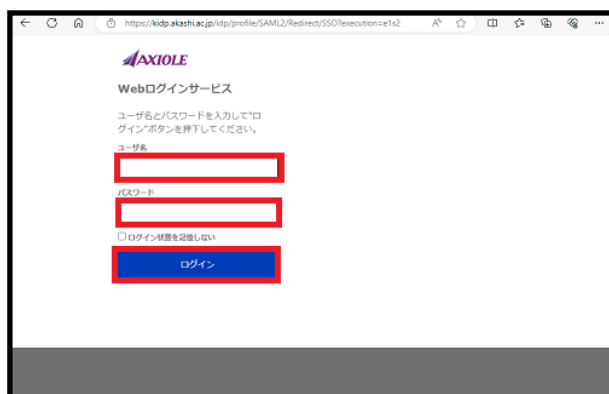 https://kidp.akashi.ac.jp/idp/profile/SAML2/Redirect/SSO?execution=e1s2
AXIOLE
Webログインサービス
ユーザ名とパスワードを入力して"ロ
グイン"ボタンを押下してください。
ユーザ名
パスワード
ログイン状態を記憶しない
ログイン